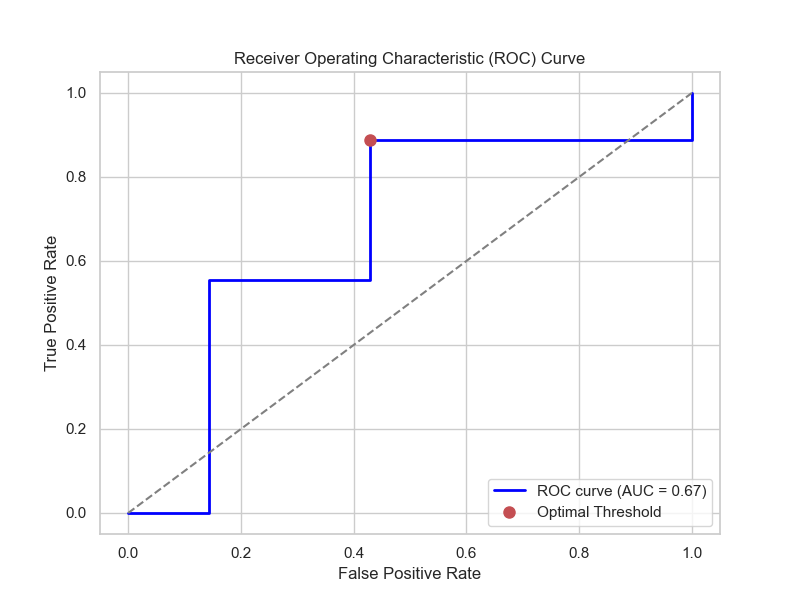 Receiver Operating Characteristic (ROC) Curve
True Positive Rate
1.0
0.8
0.6
0.4
0.2
0.0
ROC curve (AUC = 0.67)
Optimal Threshold
0.0 0.2 0.4 0.6 0.8 1.0
False Positive Rate